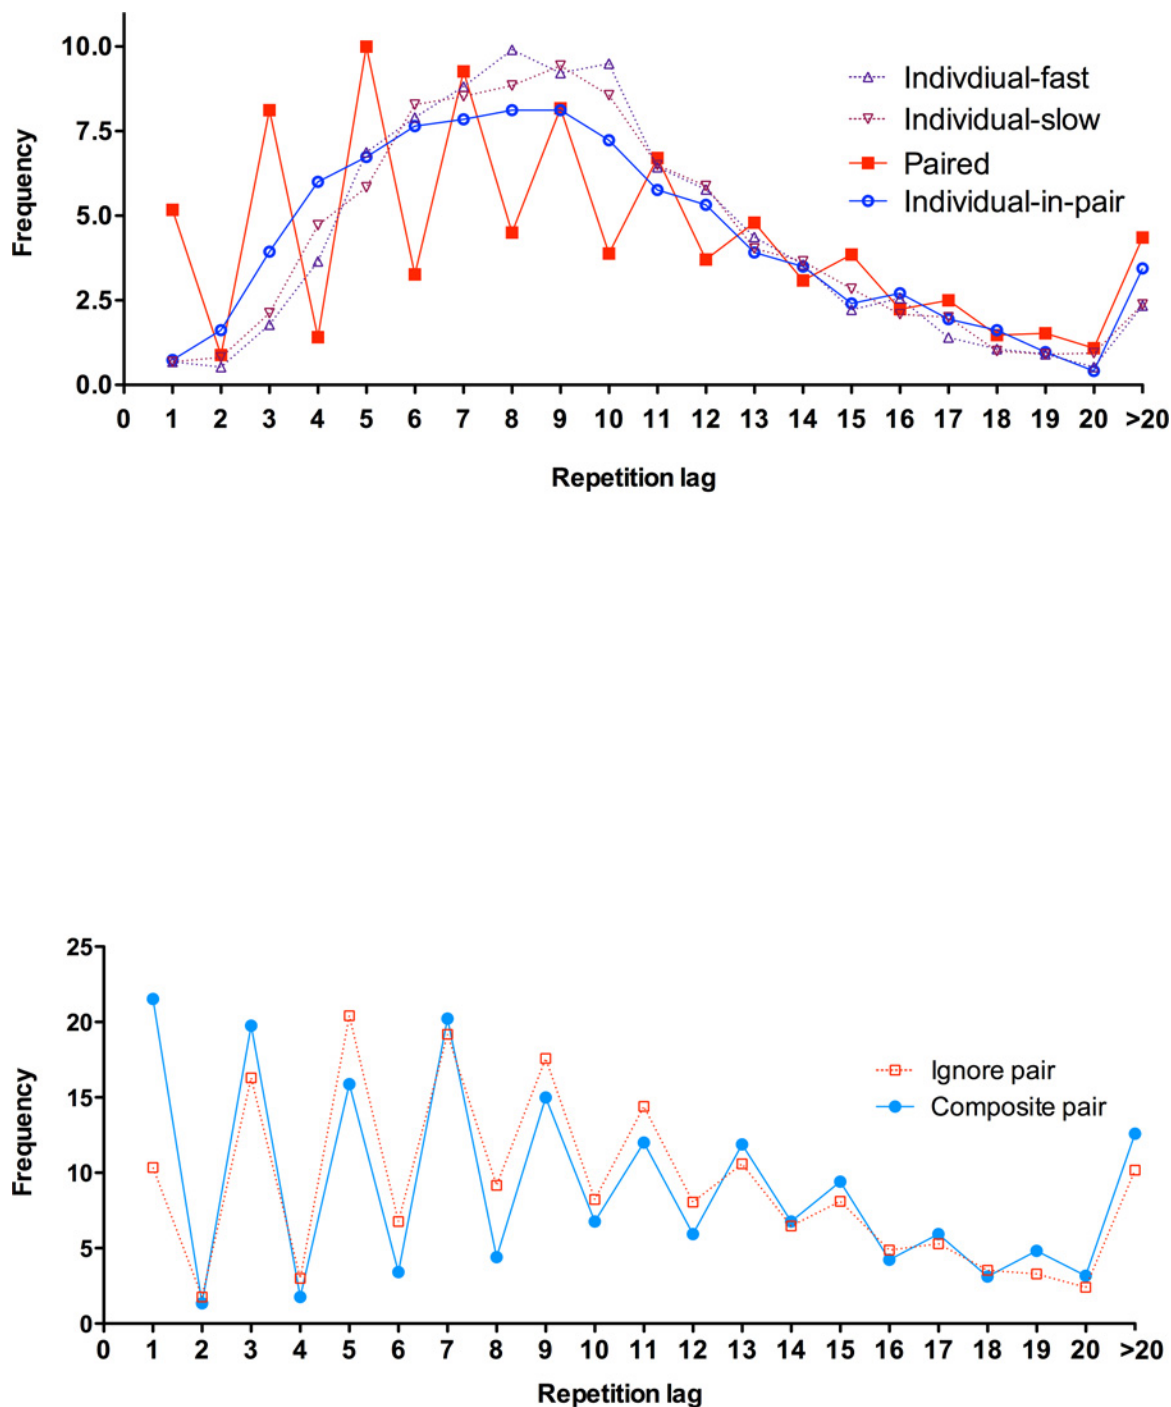 10.0
7.5
5.0
2.5
0.0
Frequency
Indivdiual-fast
Individual-slow
Paired
Individual-in-pair
0 1 2 3 4 5 6 7 8 9 10 11 12 13 14 15 16 17 18 19 20 >20
Repetition lag
25
20
15
10
5
0
Frequency
Ignore pair
Composite pair
0 1 2 3 4 5 6 7 8 9 10 11 12 13 14 15 16 17 18 19 20 >20
Repetition lag